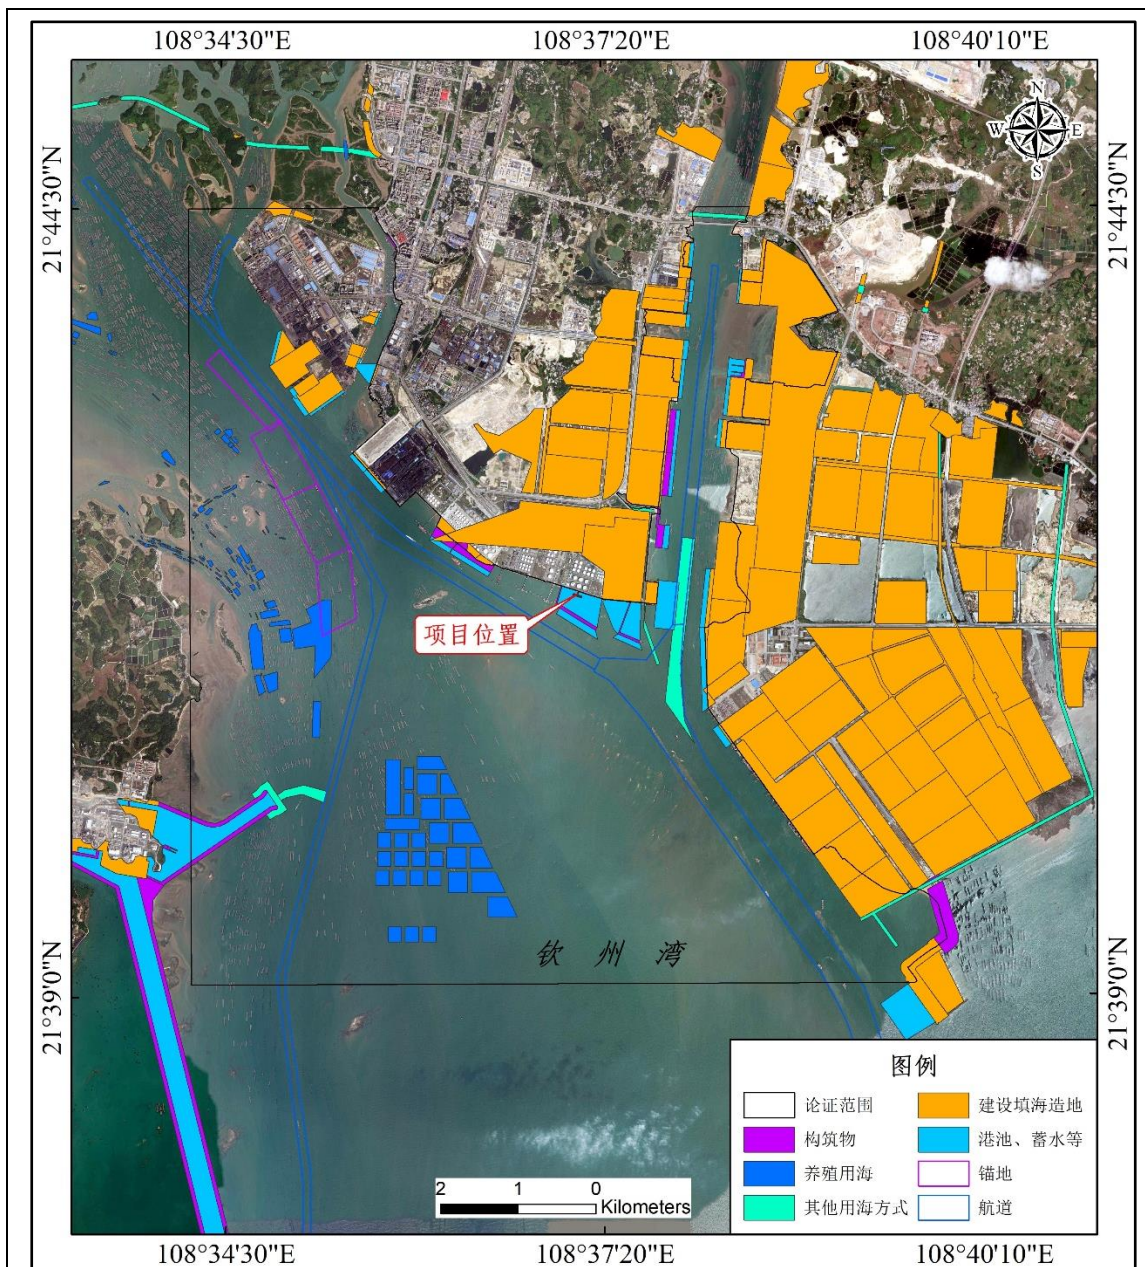 108°34'30"E 108°37'20"E 108°40'10"E
N
W E
S
21°44'30"N 21°44'30"N
项目位置
钦 州 湾
21°39'0"N 21°39'0"N
图例
论证范围 建设填海造地
构筑物 港池、蓄水等
养殖用海 锚地
其他用海方式 航道
2 1 0
Kilometers
108°34'30"E 108°37'20"E 108°40'10"E